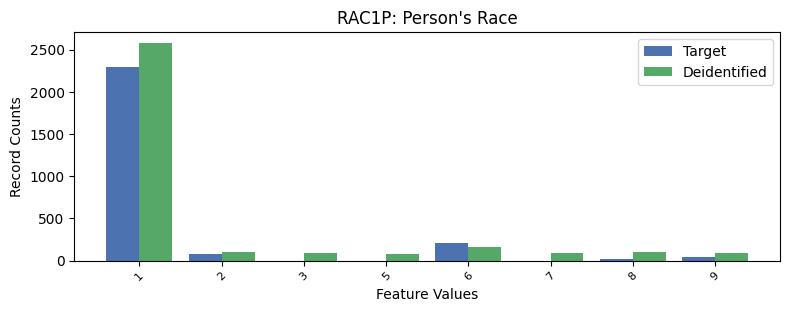 RAC1P: Person's Race
Target
Deidentified
Record Counts
2500
2000
1500
1000
500
0
1 2 3 5 6 7 8 9
Feature Values